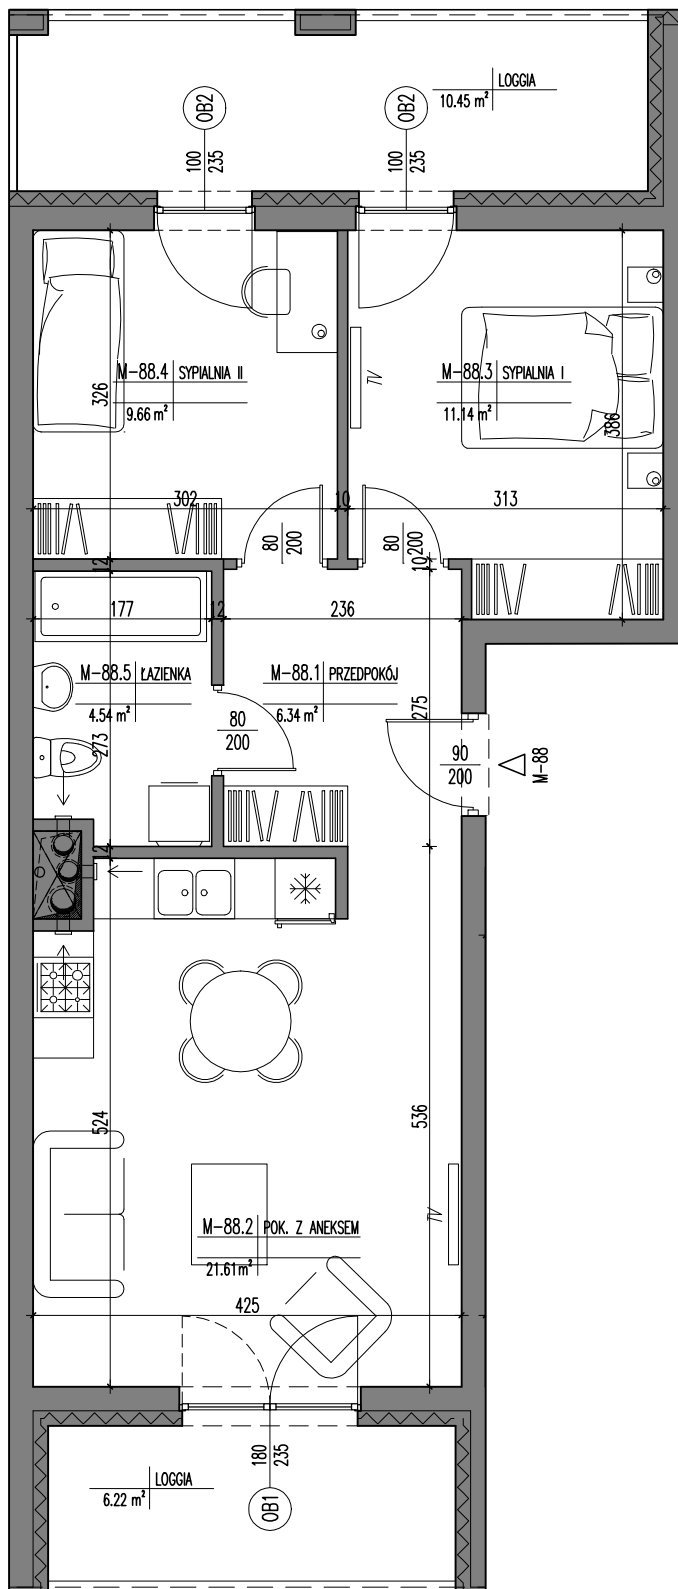 LOGGIA
10.45 m²
OB2
OB2
100
235
100
235
M-88.4 SYPIALNIA II
9.66 m²
326
M-88.3 SYPIALNIA I
11.14 m²
386
TV
302
10
313
80
200
80
200
12
10
177
12
236
M-88.5 ŁAZIENKA
4.54 m²
M-88.1 PRZEDPOKÓJ
6.34 m²
273
275
80
200
90
200
M-88
12
524
536
TV
M-88.2 POK. Z ANEKSEM
21.61m²
425
180
235
LOGGIA
6.22 m²
OB1